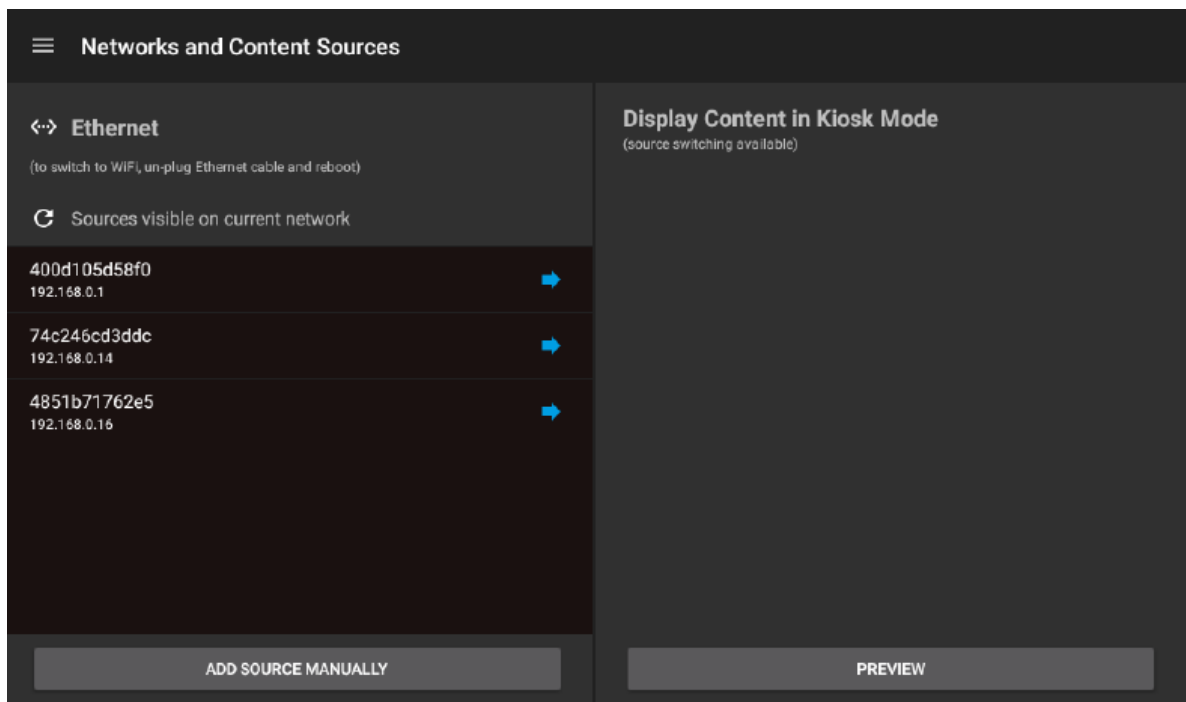 Networks and Content Sources
Ethernet
(to switch to WiFi, un-plug Ethernet cable and reboot)
Sources visible on current network
400d105d58f0
192.168.0.1
74c246cd3ddc
192.168.0.14
4851b71762e5
192.168.0.16
ADD SOURCE MANUALLY
Display Content in Kiosk Mode
(source switching available)
PREVIEW